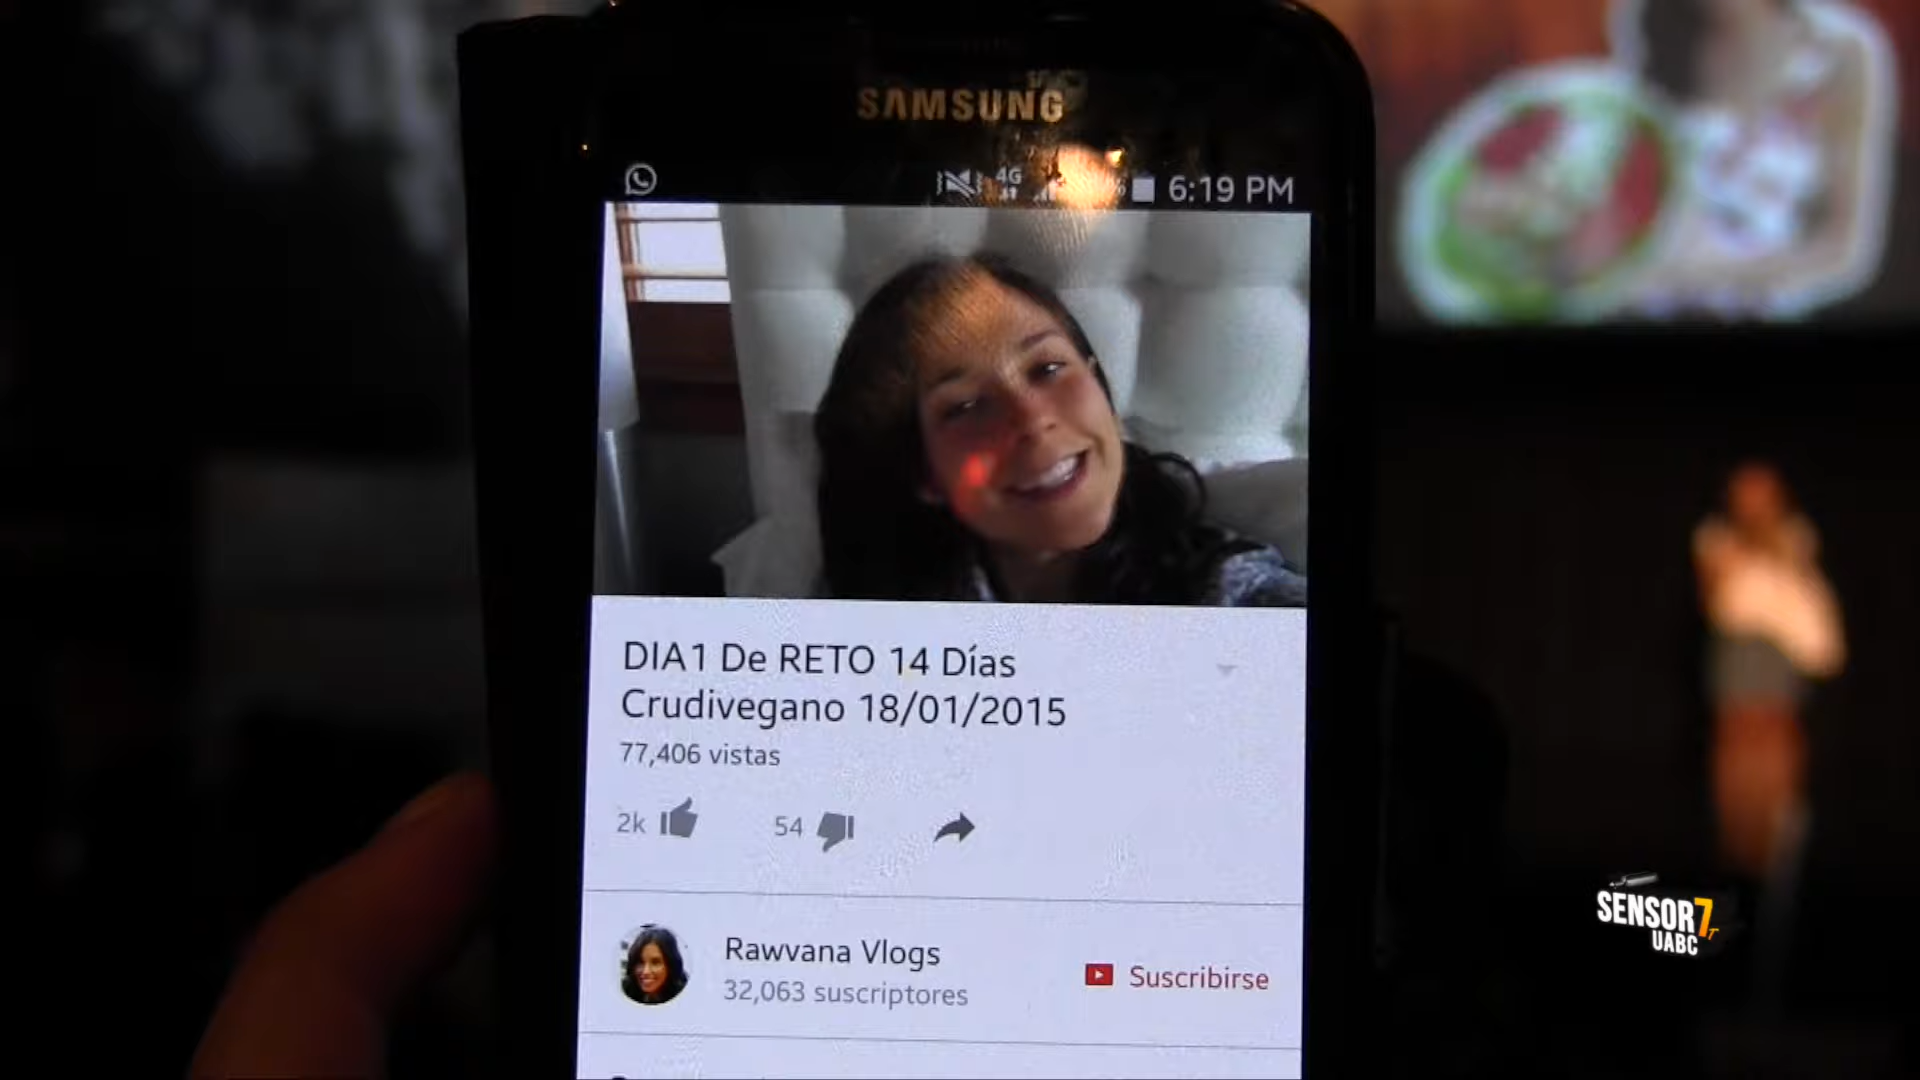 SAMSUNG
4G
6:19 PM
DIA1 De RETO 14 Días
Crudivegano 18/01/2015
77,406 vistas
2k
54
Rawvana Vlogs
32,063 suscriptores
Suscribirse
SENSOR7
UABC